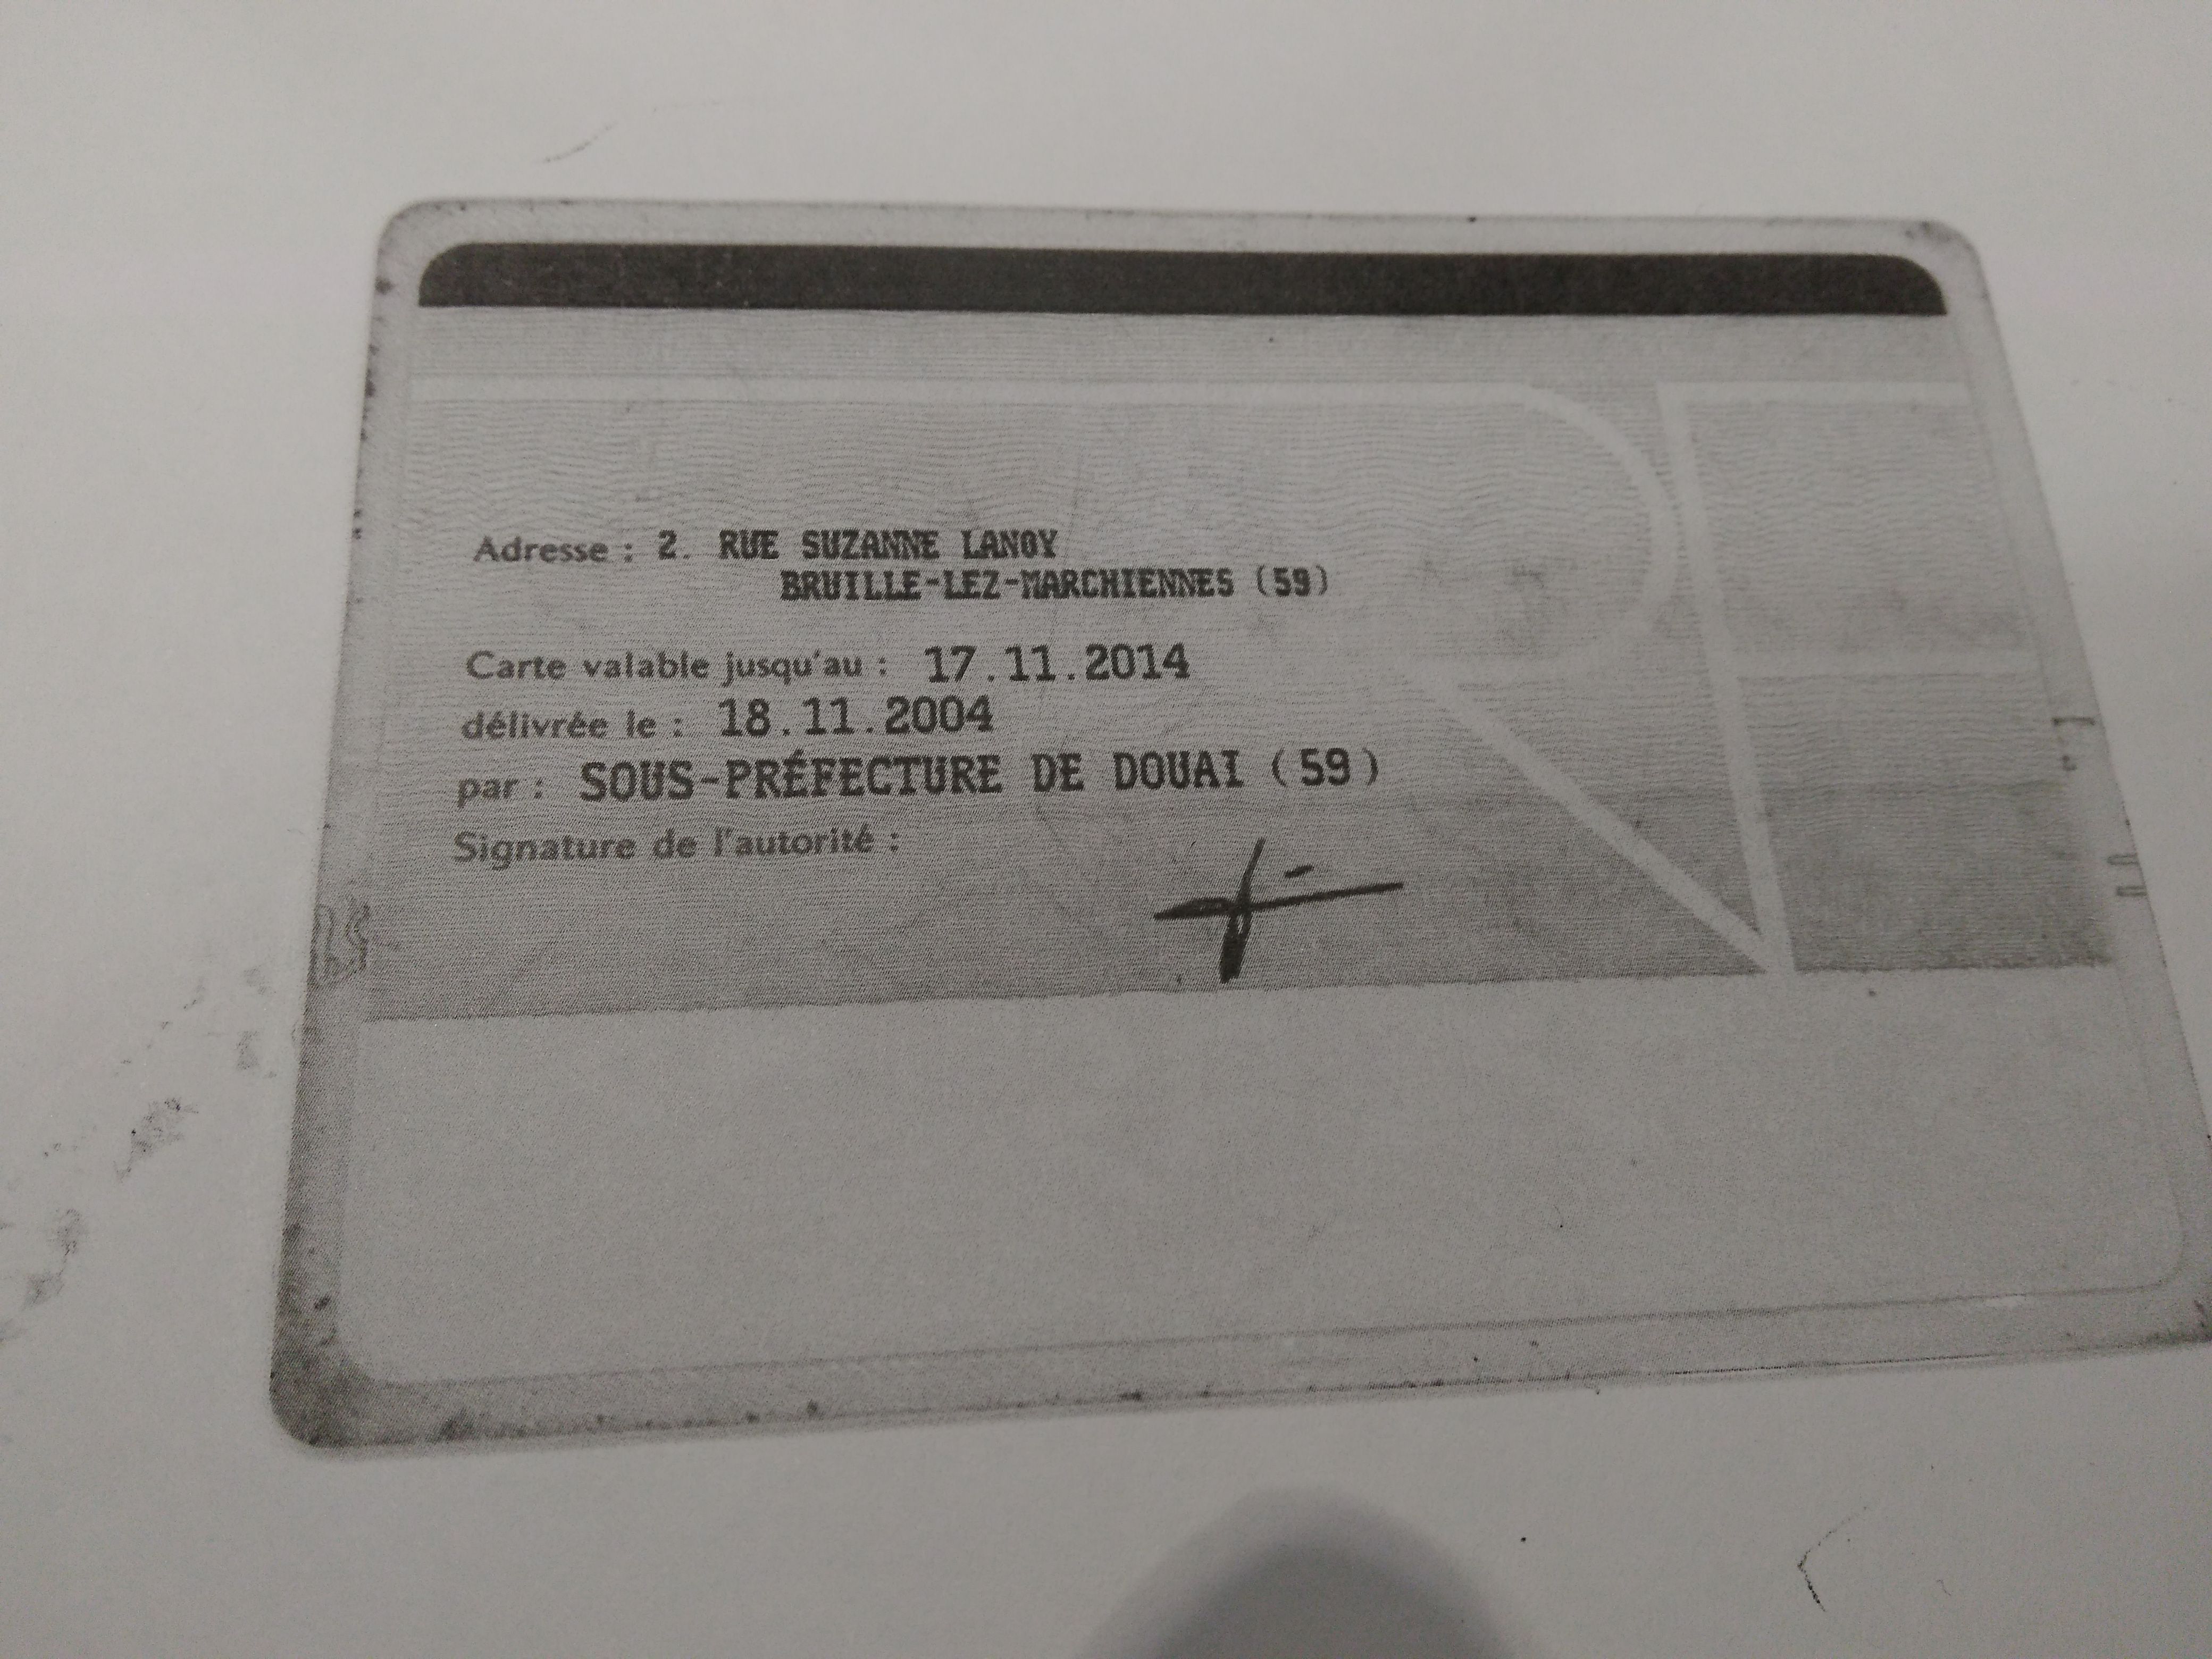 Adresse : 2. RUE SUZANNE LANOY
BRUILLE-LEZ-MARCHIENNES (59)
Carte valable jusqu'au : 17.11.2014
délivrée le : 18.11.2004
par : SOUS-PRÉFECTURE DE DOUAI (59)
Signature de l'autorité :